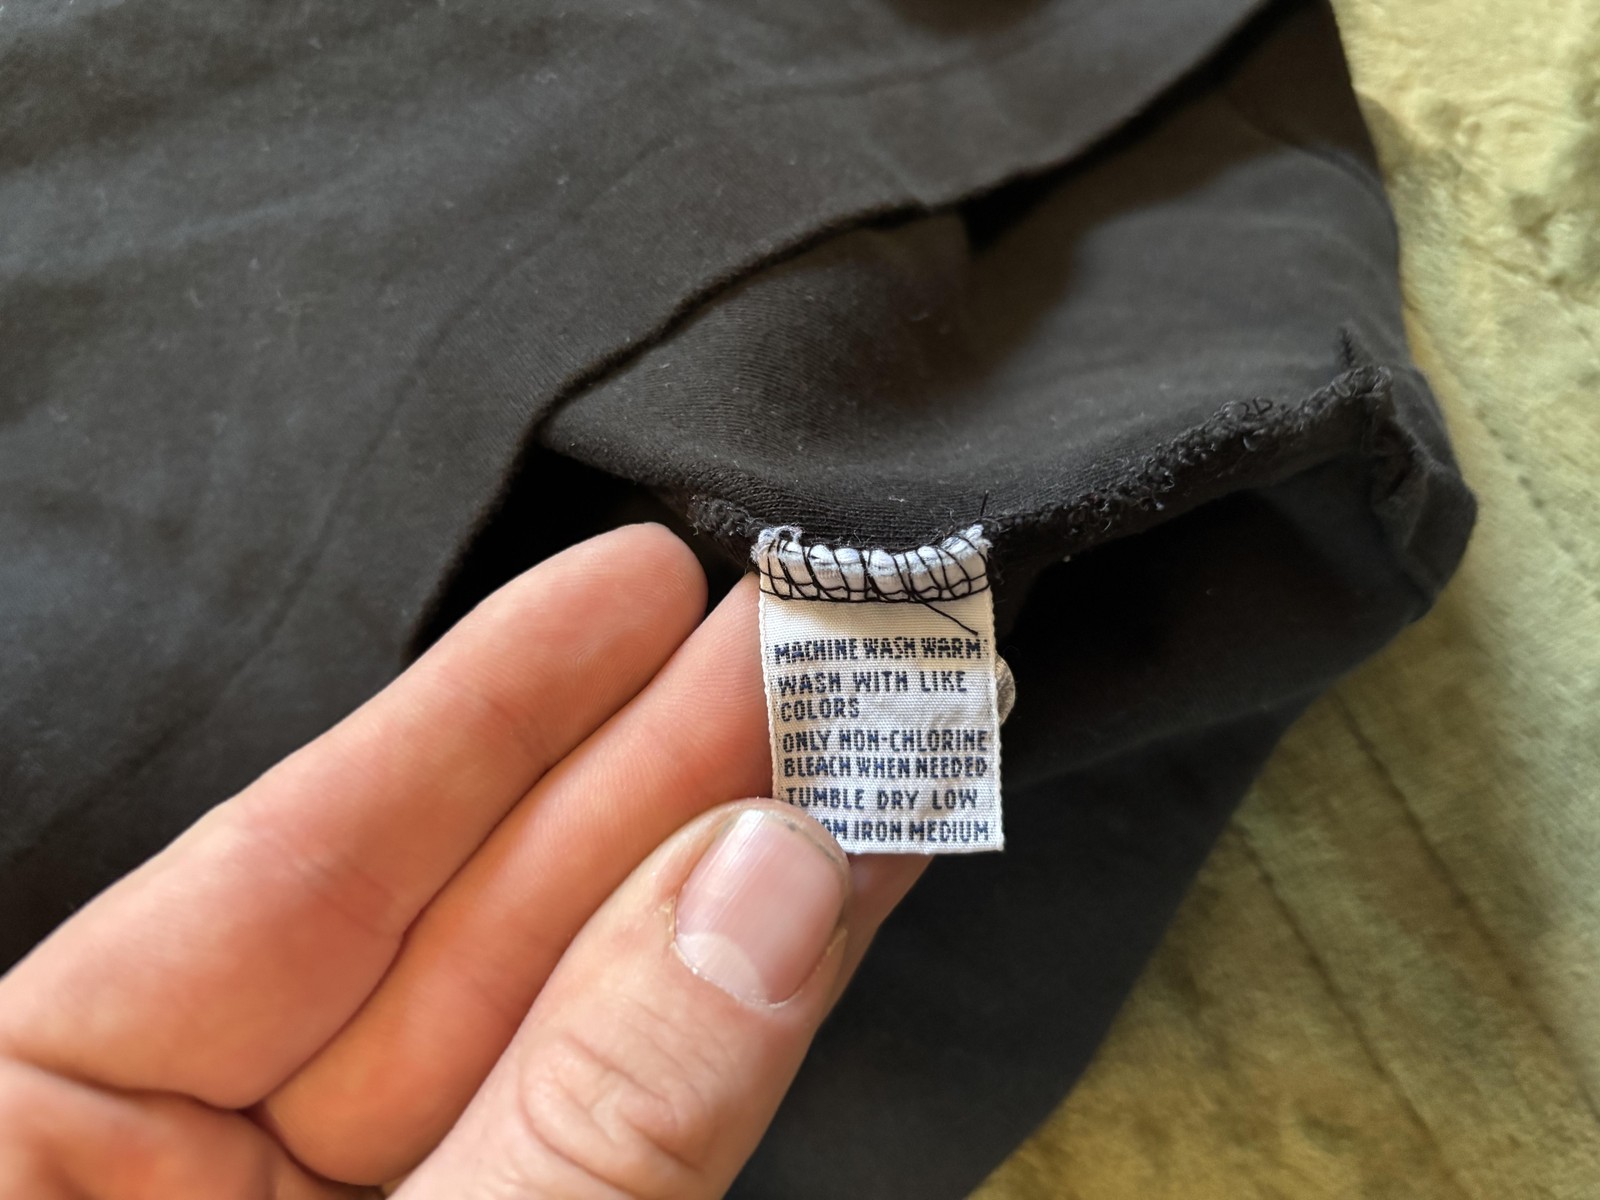 MACHINE WASH WARM
WASH WITH LIKE
COLORS
ONLY NON-CHLORINE
BLEACH WHEN NEEDED
TUMBLE DRY LOW
IRON MEDIUM